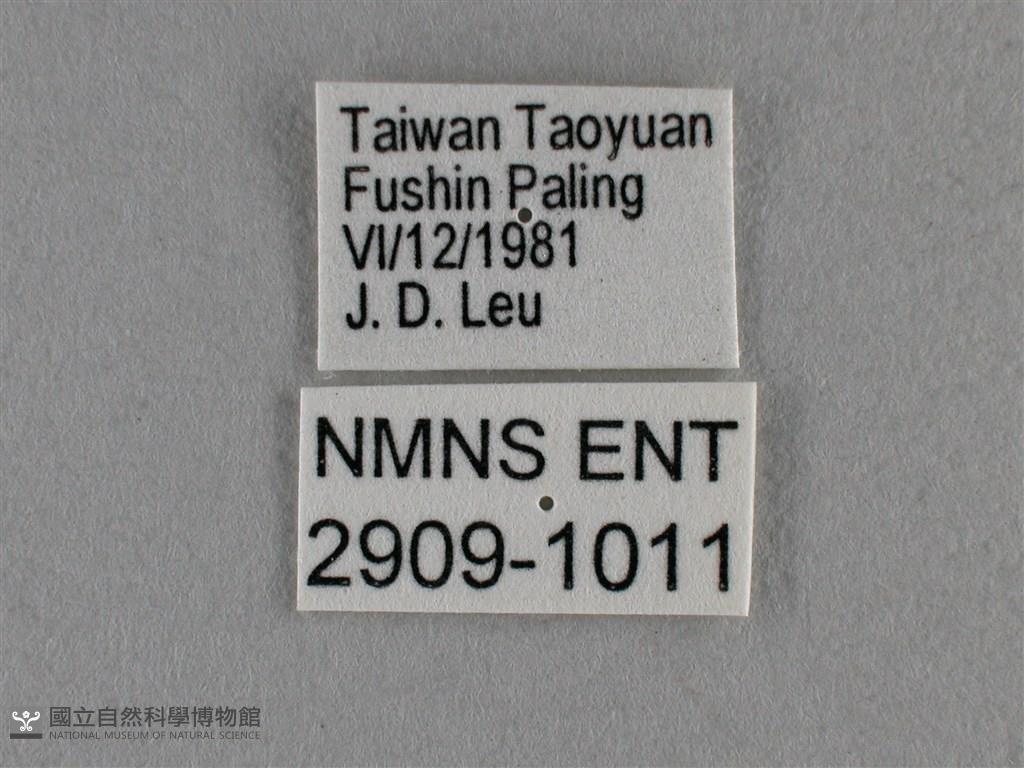 Taiwan Taoyuan
Fushin Paling
VI/12/1981
J. D. Leu
NMNS ENT
2909-1011
國立自然科學博物館
NATIONAL MUSEUM OF NATURAL SCIENCE